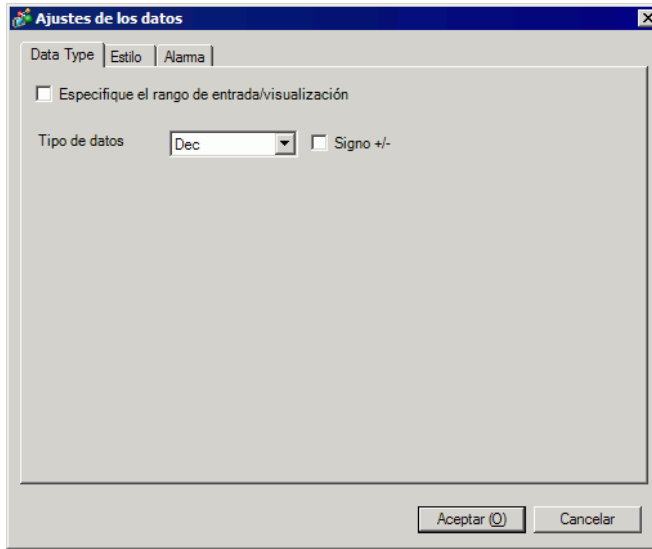 Ajustes de los datos
Data Type Estilo Alarma
Especifique el rango de entrada/visualización
Tipo de datos Dec Signo +/-
Aceptar (O) Cancelar